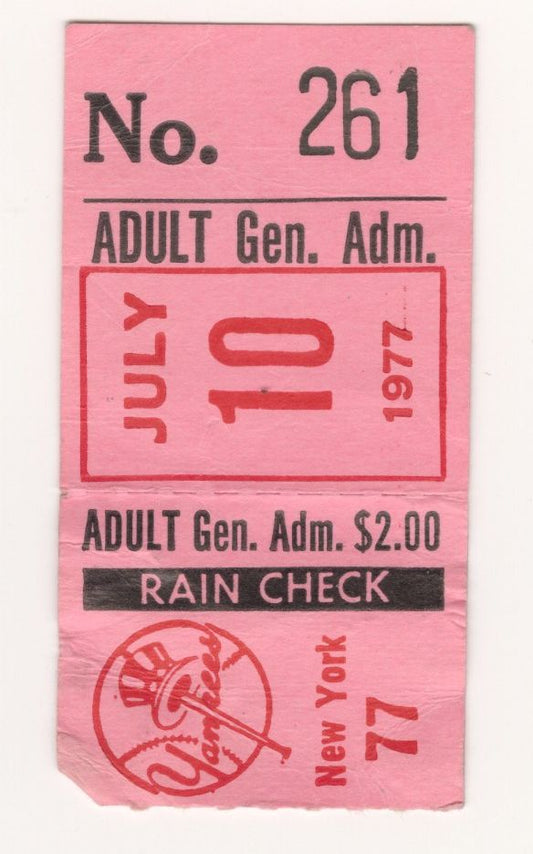 No. 261
ADULT Gen. Adm.
JULY
10
1977
ADULT Gen. Adm. $2.00
RAIN CHECK
Yankees
New York
77